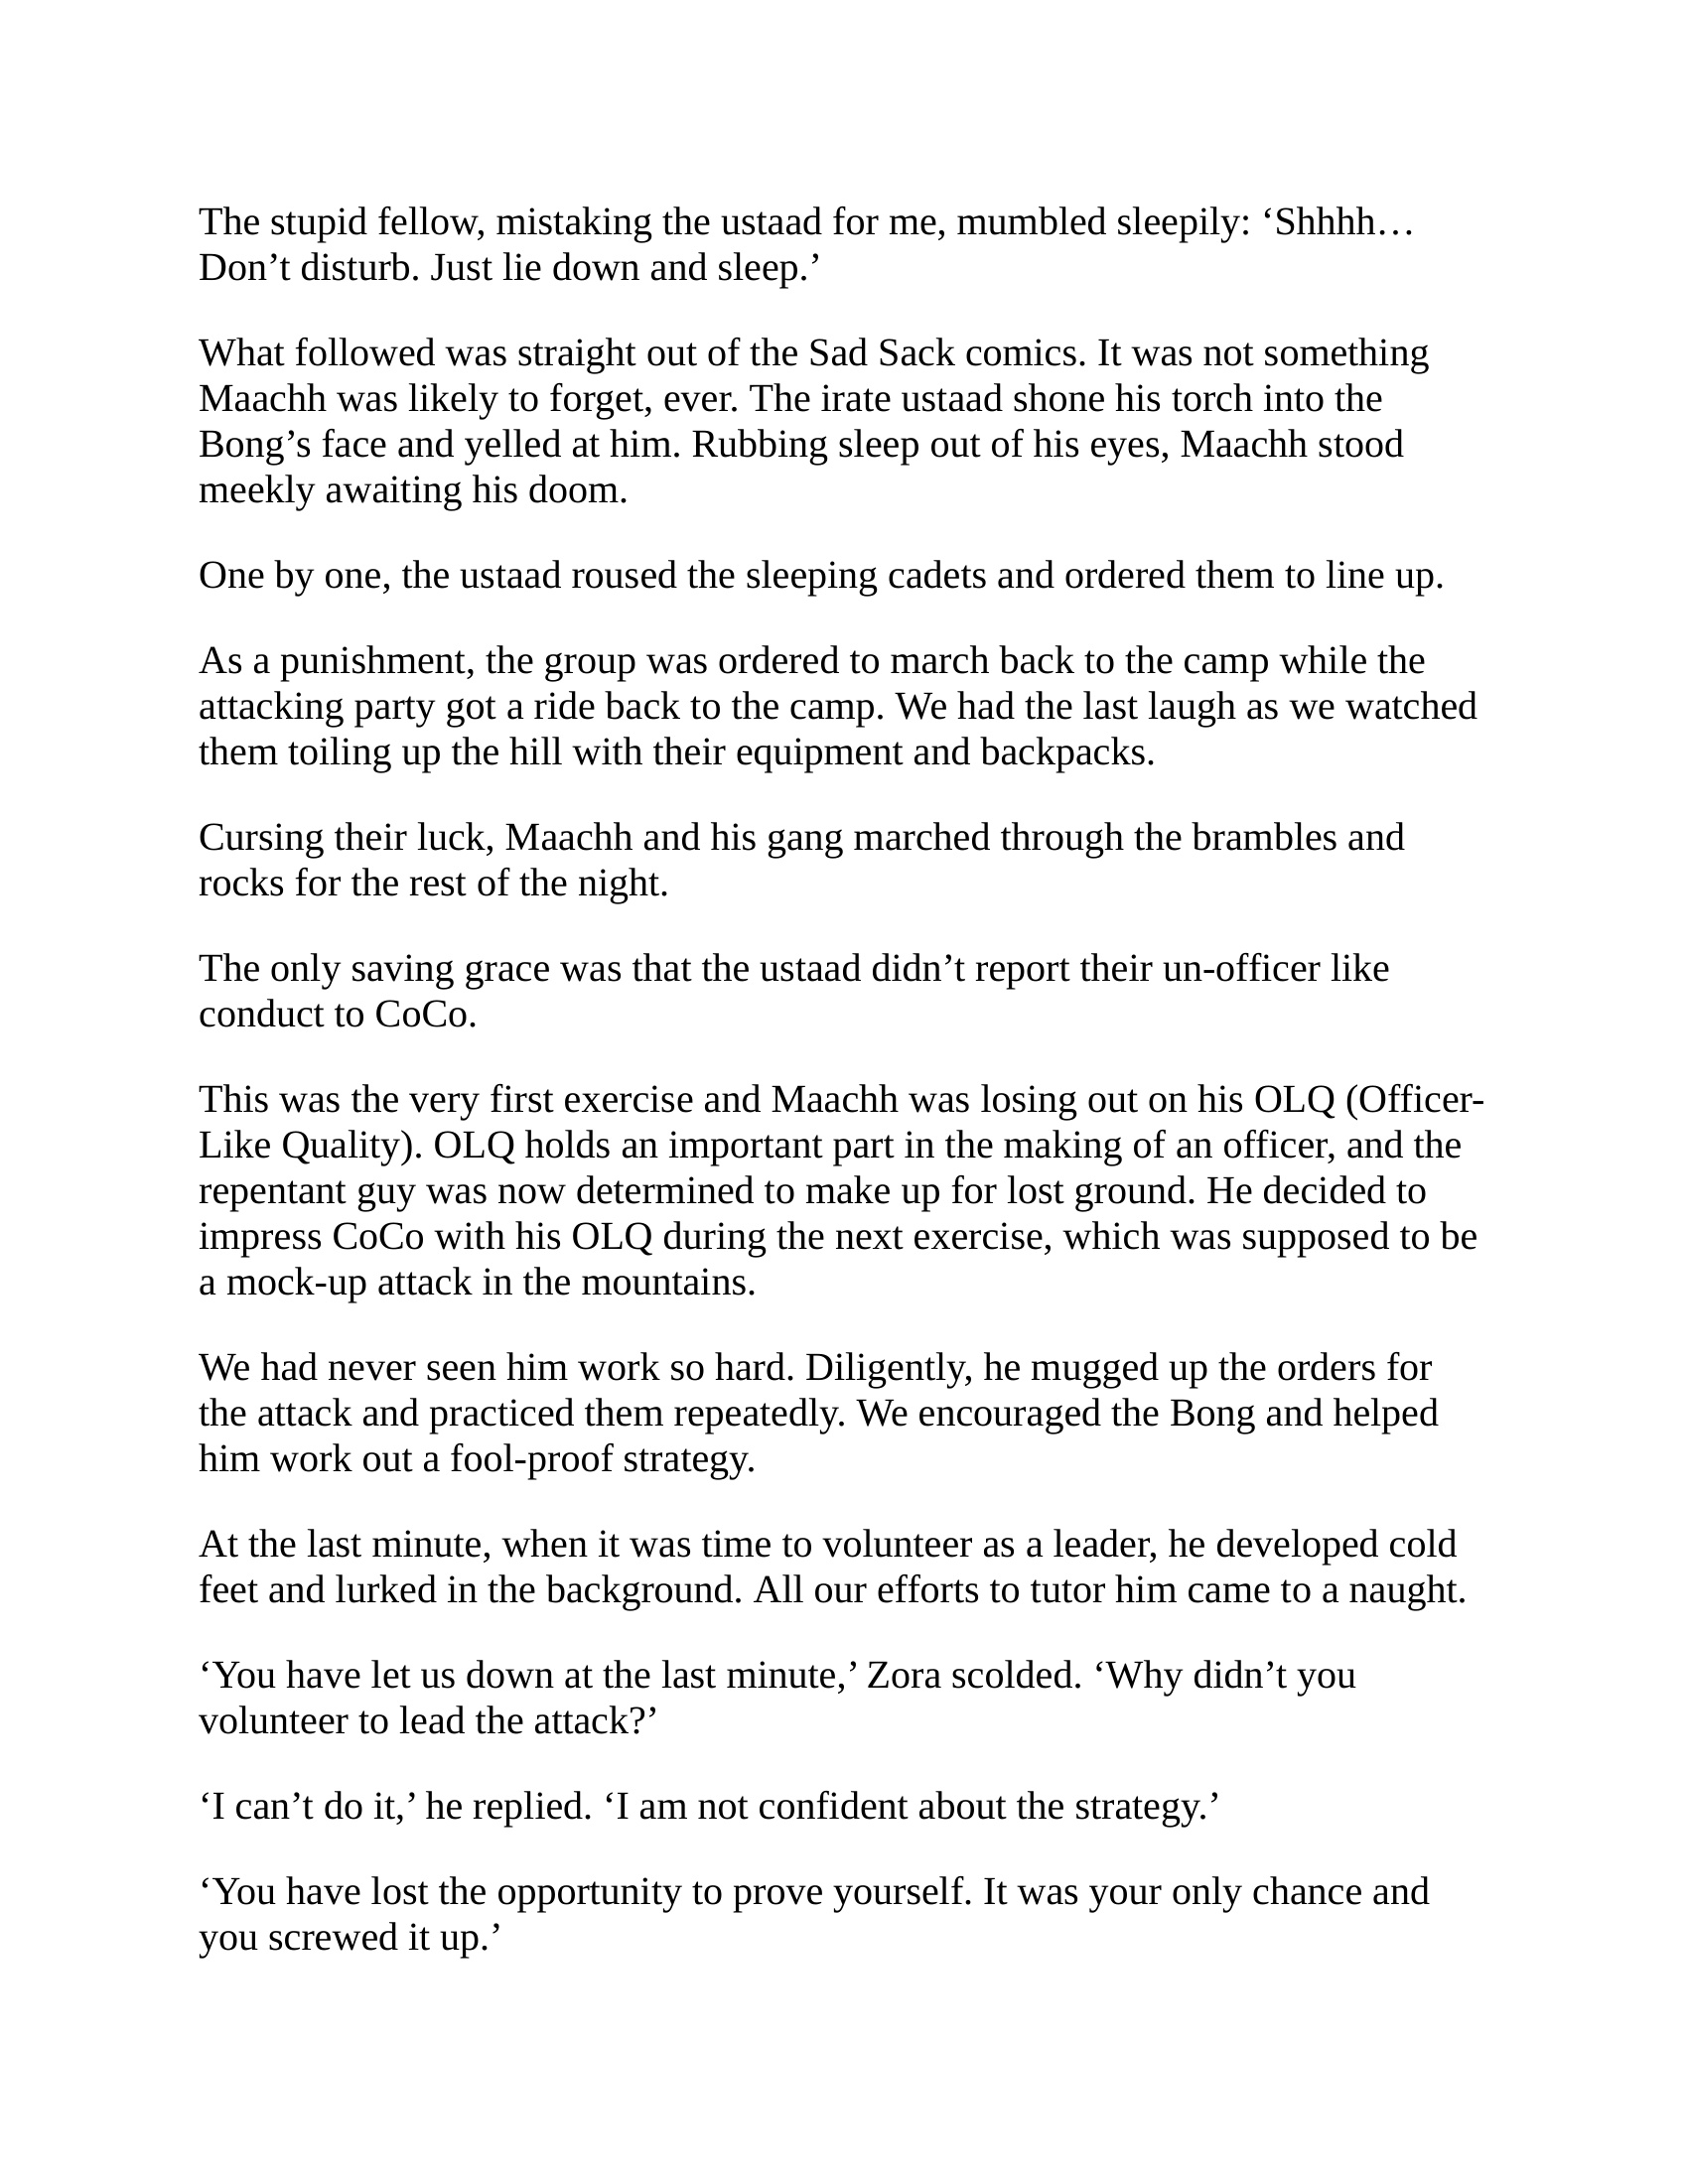 The stupid fellow, mistaking the ustaad for me, mumbled sleepily: ‘Shhhh…
Don’t disturb. Just lie down and sleep.’
What followed was straight out of the Sad Sack comics. It was not something
Maachh was likely to forget, ever. The irate ustaad shone his torch into the
Bong’s face and yelled at him. Rubbing sleep out of his eyes, Maachh stood
meekly awaiting his doom.
One by one, the ustaad roused the sleeping cadets and ordered them to line up.
As a punishment, the group was ordered to march back to the camp while the
attacking party got a ride back to the camp. We had the last laugh as we watched
them toiling up the hill with their equipment and backpacks.
Cursing their luck, Maachh and his gang marched through the brambles and
rocks for the rest of the night.
The only saving grace was that the ustaad didn’t report their un-officer like
conduct to CoCo.
This was the very first exercise and Maachh was losing out on his OLQ (Officer-
Like Quality). OLQ holds an important part in the making of an officer, and the
repentant guy was now determined to make up for lost ground. He decided to
impress CoCo with his OLQ during the next exercise, which was supposed to be
a mock-up attack in the mountains.
We had never seen him work so hard. Diligently, he mugged up the orders for
the attack and practiced them repeatedly. We encouraged the Bong and helped
him work out a fool-proof strategy.
At the last minute, when it was time to volunteer as a leader, he developed cold
feet and lurked in the background. All our efforts to tutor him came to a naught.
‘You have let us down at the last minute,’ Zora scolded. ‘Why didn’t you
volunteer to lead the attack?’
‘I can’t do it,’ he replied. ‘I am not confident about the strategy.’
‘You have lost the opportunity to prove yourself. It was your only chance and
you screwed it up.’